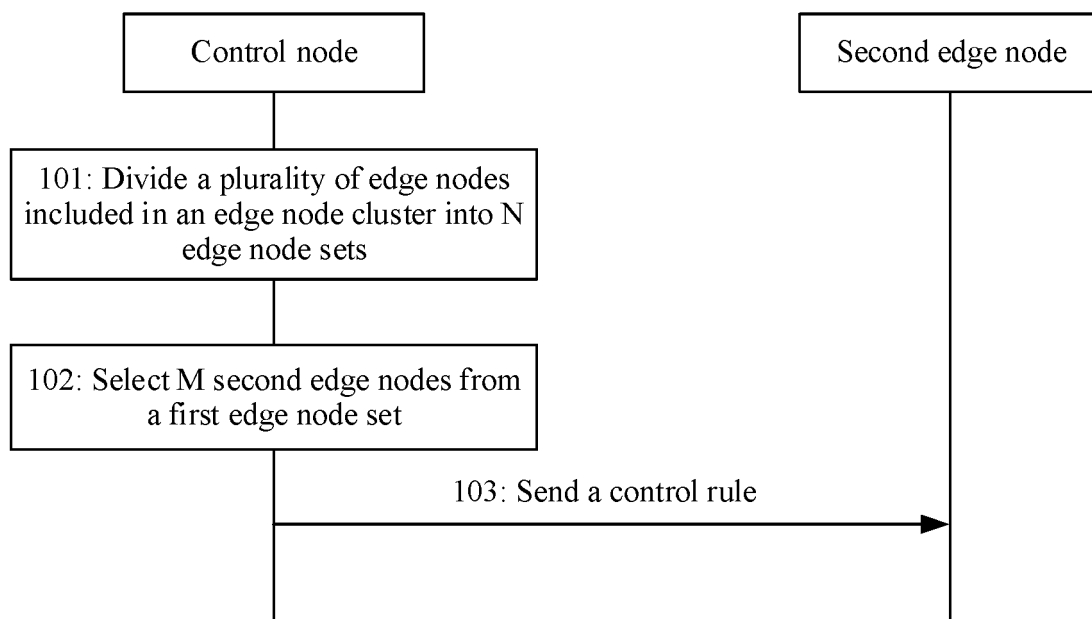 Control node
Second edge node
101: Divide a plurality of edge nodes
included in an edge node cluster into N
edge node sets
102: Select M second edge nodes from
a first edge node set
103: Send a control rule